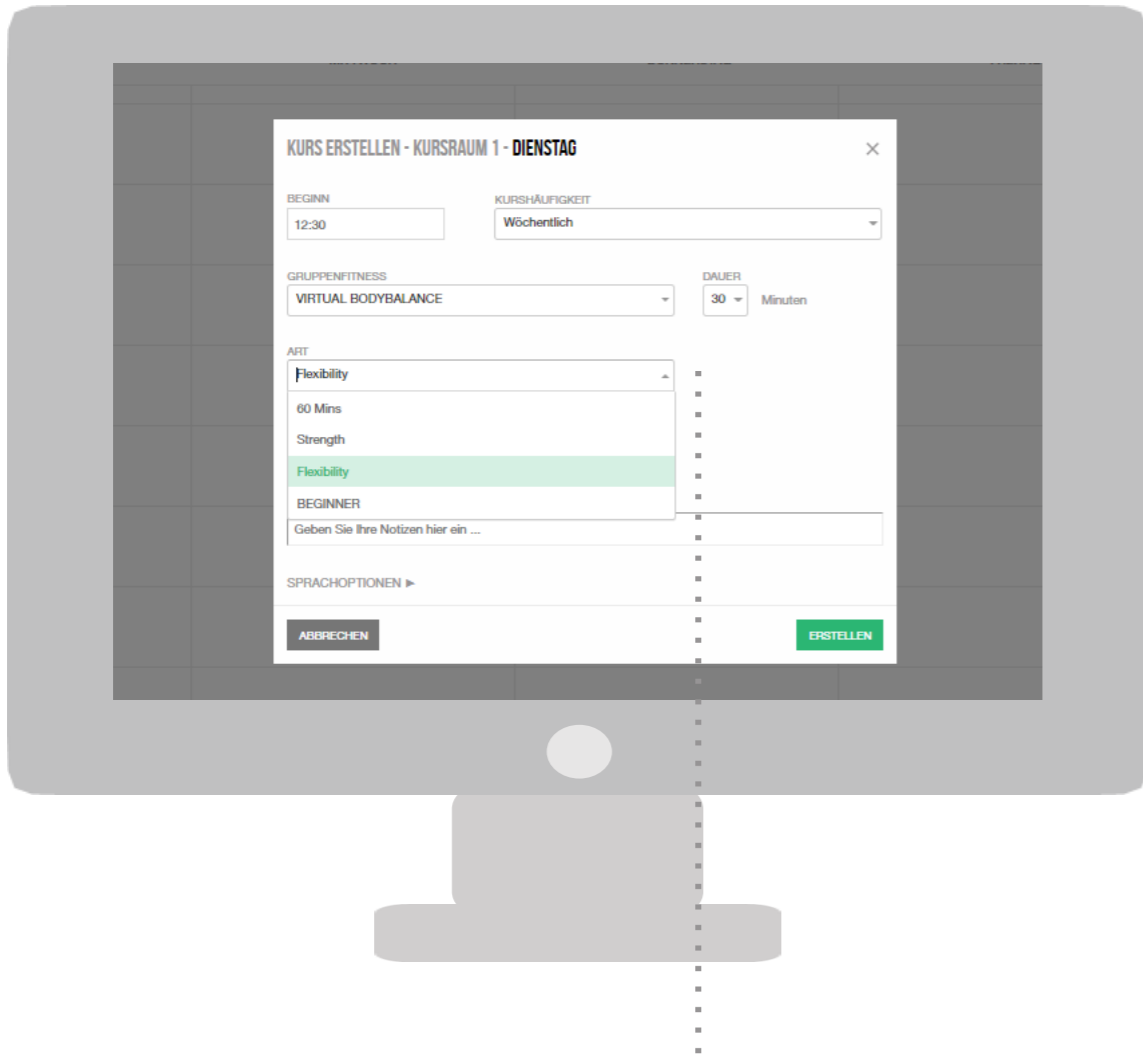 KURS ERSTELLEN - KURSRAUM 1 - DIENSTAG ×
BEGINN KURSHÄUFIGKEIT
12:30 Wöchentlich
GRUPPENFITNESS DAUER
VIRTUAL BODYBALANCE 30 Minuten
ART
Flexibility
60 Mins
Strength
Flexibility
BEGINNER
Geben Sie Ihre Notizen hier ein ...
SPRACHOPTIONEN ►
ABBRECHEN ERSTELLEN